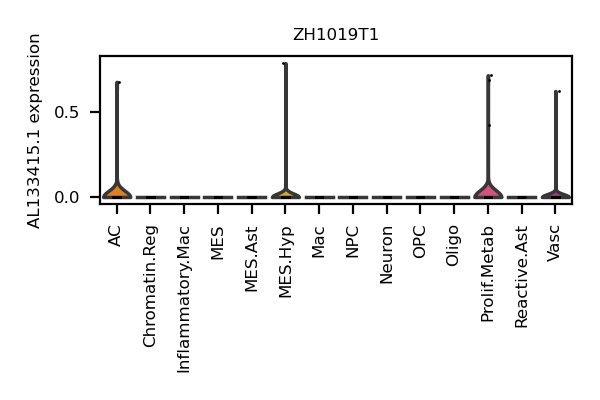 ZH1019T1
AL133415.1 expression
0.5
0.0
AC
Chromatin.Reg
Inflammatory.Mac
MES
MES.Ast
MES.Hyp
Mac
NPC
Neuron
OPC
Oligo
Prolif.Metab
Reactive.Ast
Vasc